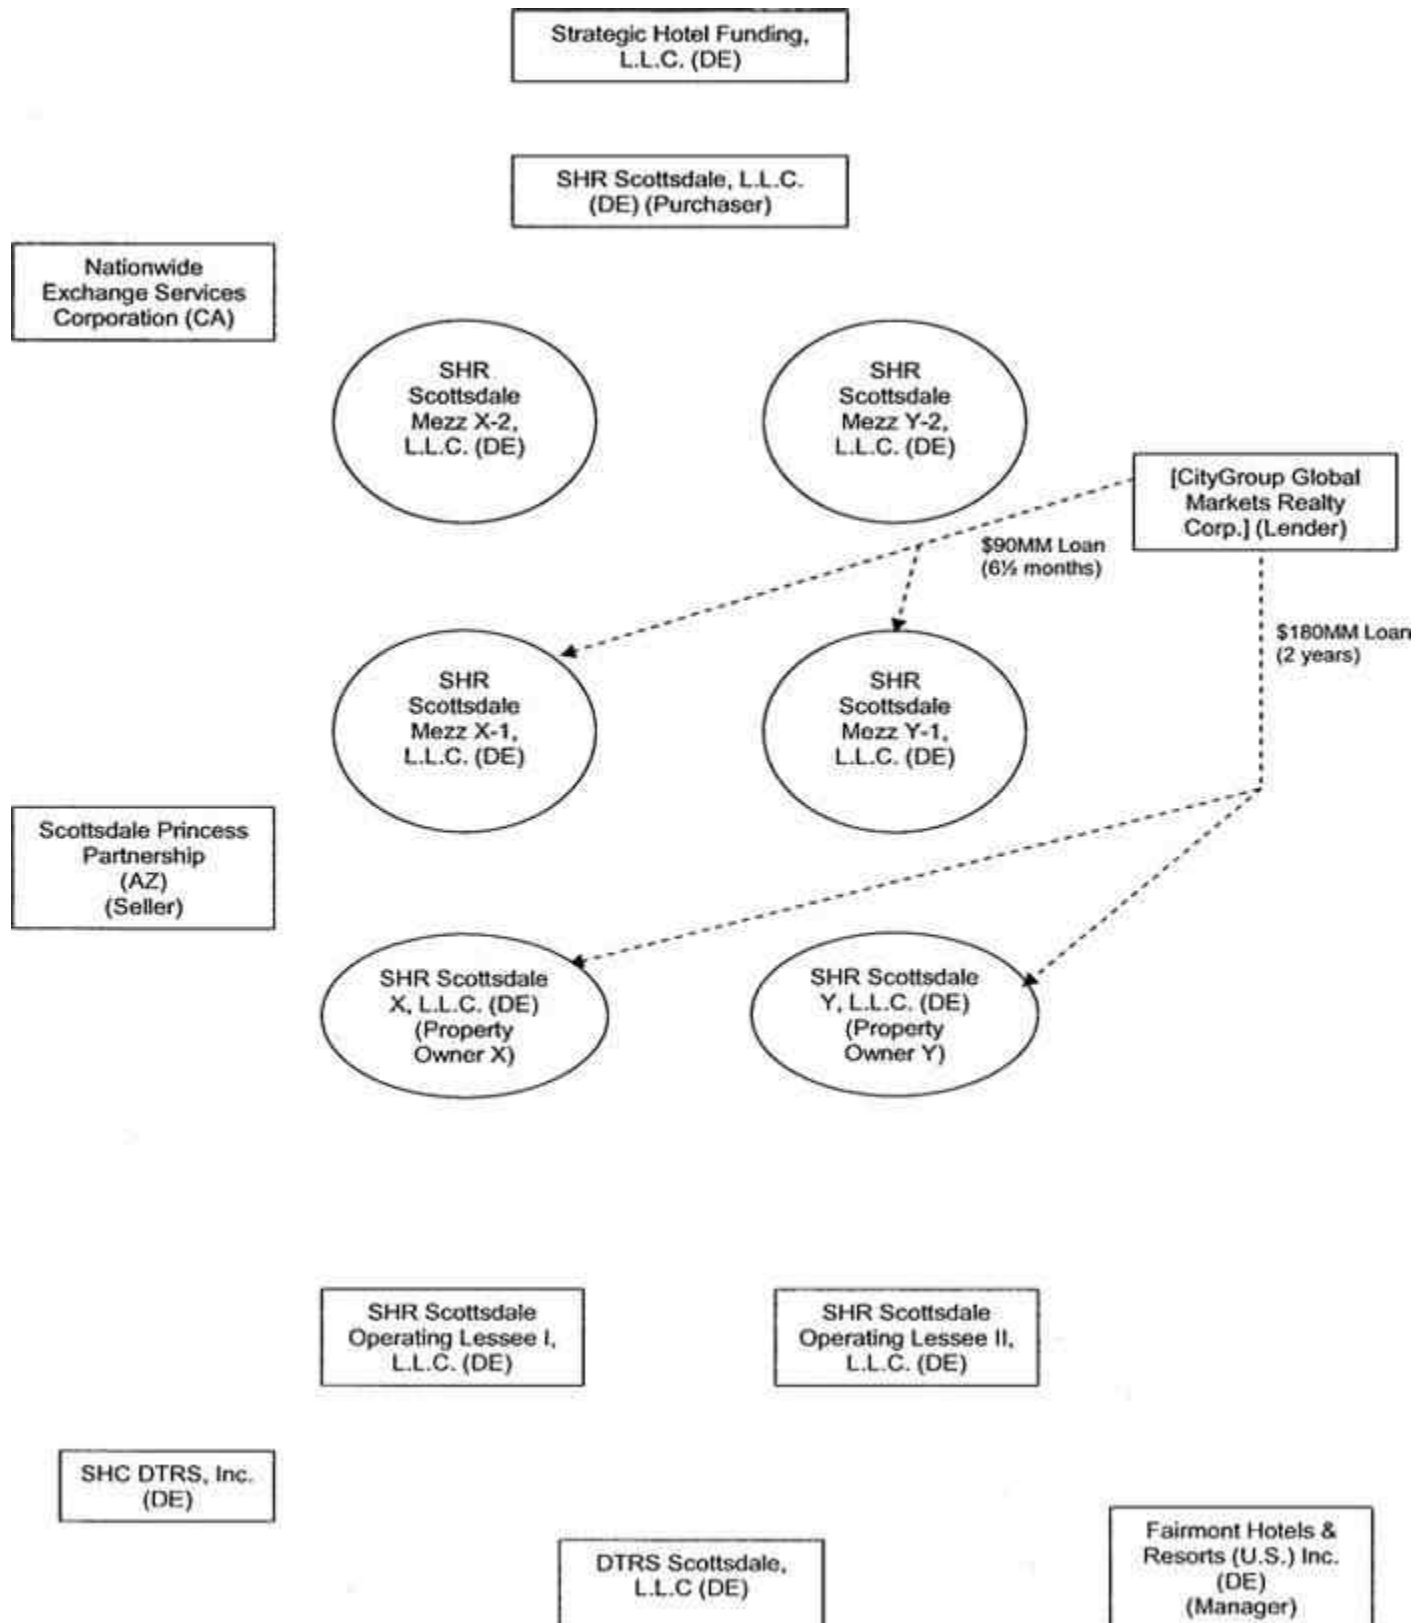 Strategic Hotel Funding,
L.L.C. (DE)
SHR Scottsdale, L.L.C.
(DE) (Purchaser)
Nationwide
Exchange Services
Corporation (CA)
SHR
Scottsdale
Mezz X-2,
L.L.C. (DE)
SHR
Scottsdale
Mezz Y-2,
L.L.C. (DE)
[CityGroup Global
Markets Realty
Corp.] (Lender)
$90MM Loan
(6½ months)
$180MM Loan
(2 years)
SHR
Scottsdale
Mezz X-1,
L.L.C. (DE)
SHR
Scottsdale
Mezz Y-1,
L.L.C. (DE)
Scottsdale Princess
Partnership
(AZ)
(Seller)
SHR Scottsdale
X, L.L.C. (DE)
(Property
Owner X)
SHR Scottsdale
Y, L.L.C. (DE)
(Property
Owner Y)
SHR Scottsdale
Operating Lessee I,
L.L.C. (DE)
SHR Scottsdale
Operating Lessee II,
L.L.C. (DE)
SHC DTRS, Inc.
(DE)
DTRS Scottsdale,
L.L.C (DE)
Fairmont Hotels &
Resorts (U.S.) Inc.
(DE)
(Manager)